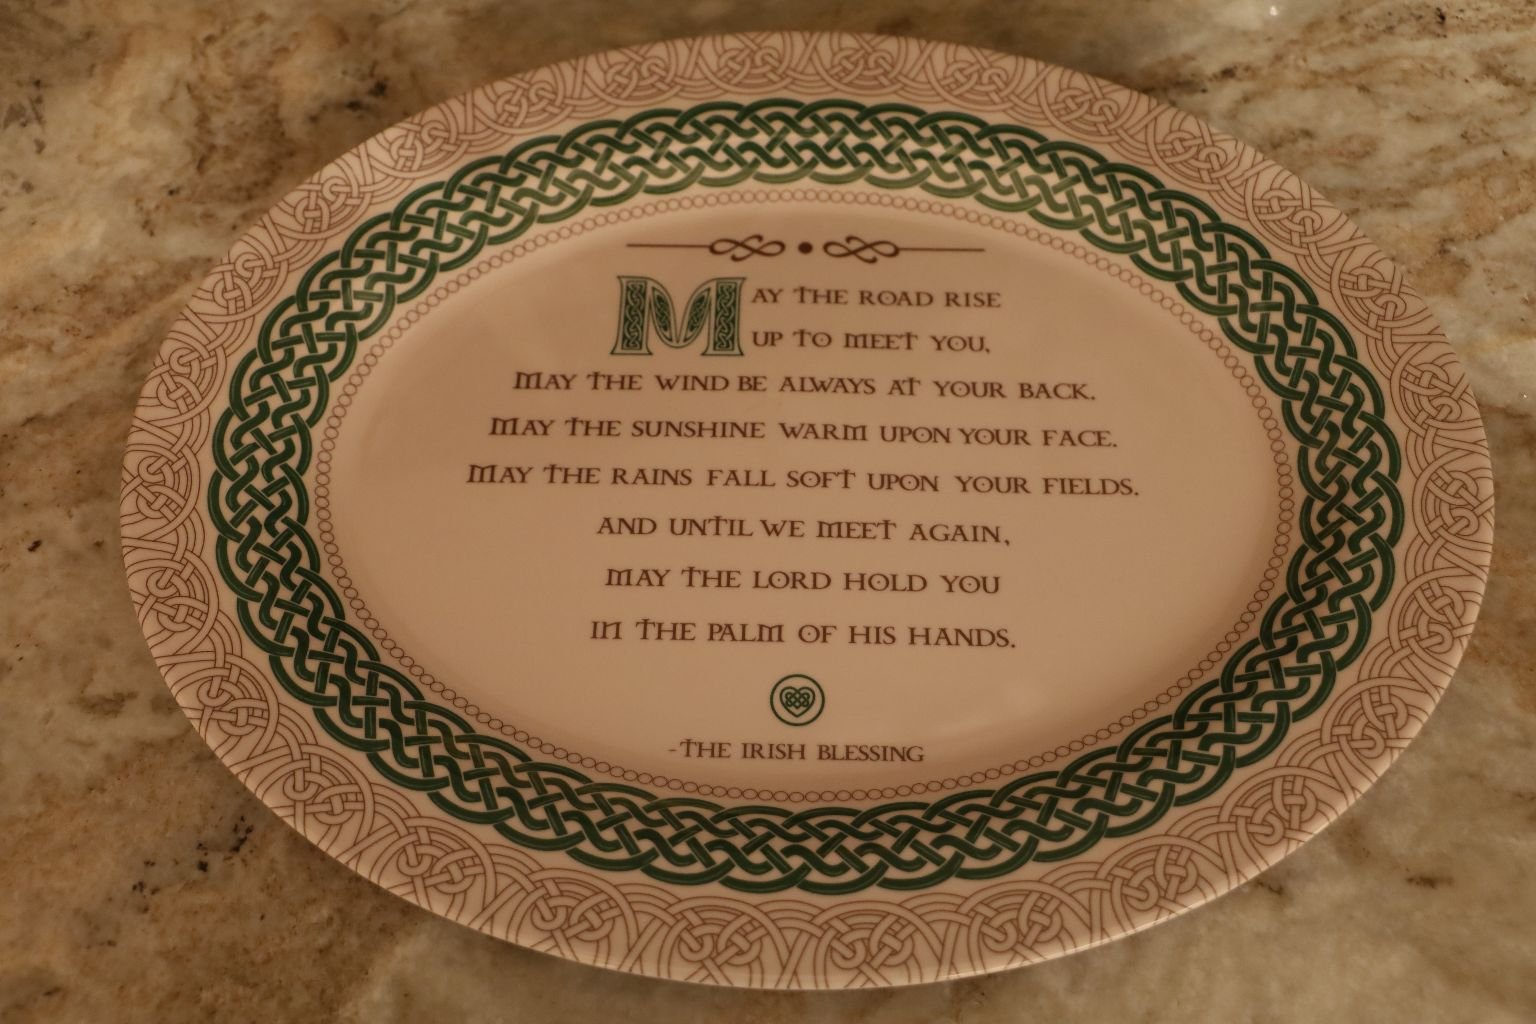 MAY THE ROAD RISE
UP TO MEET YOU,
MAY THE WIND BE ALWAYS AT YOUR BACK.
MAY THE SUNSHINE WARM UPON YOUR FACE.
MAY THE RAINS FALL SOFT UPON YOUR FIELDS.
AND UNTIL WE MEET AGAIN,
MAY THE LORD HOLD YOU
IN THE PALM OF HIS HANDS.
-THE IRISH BLESSING